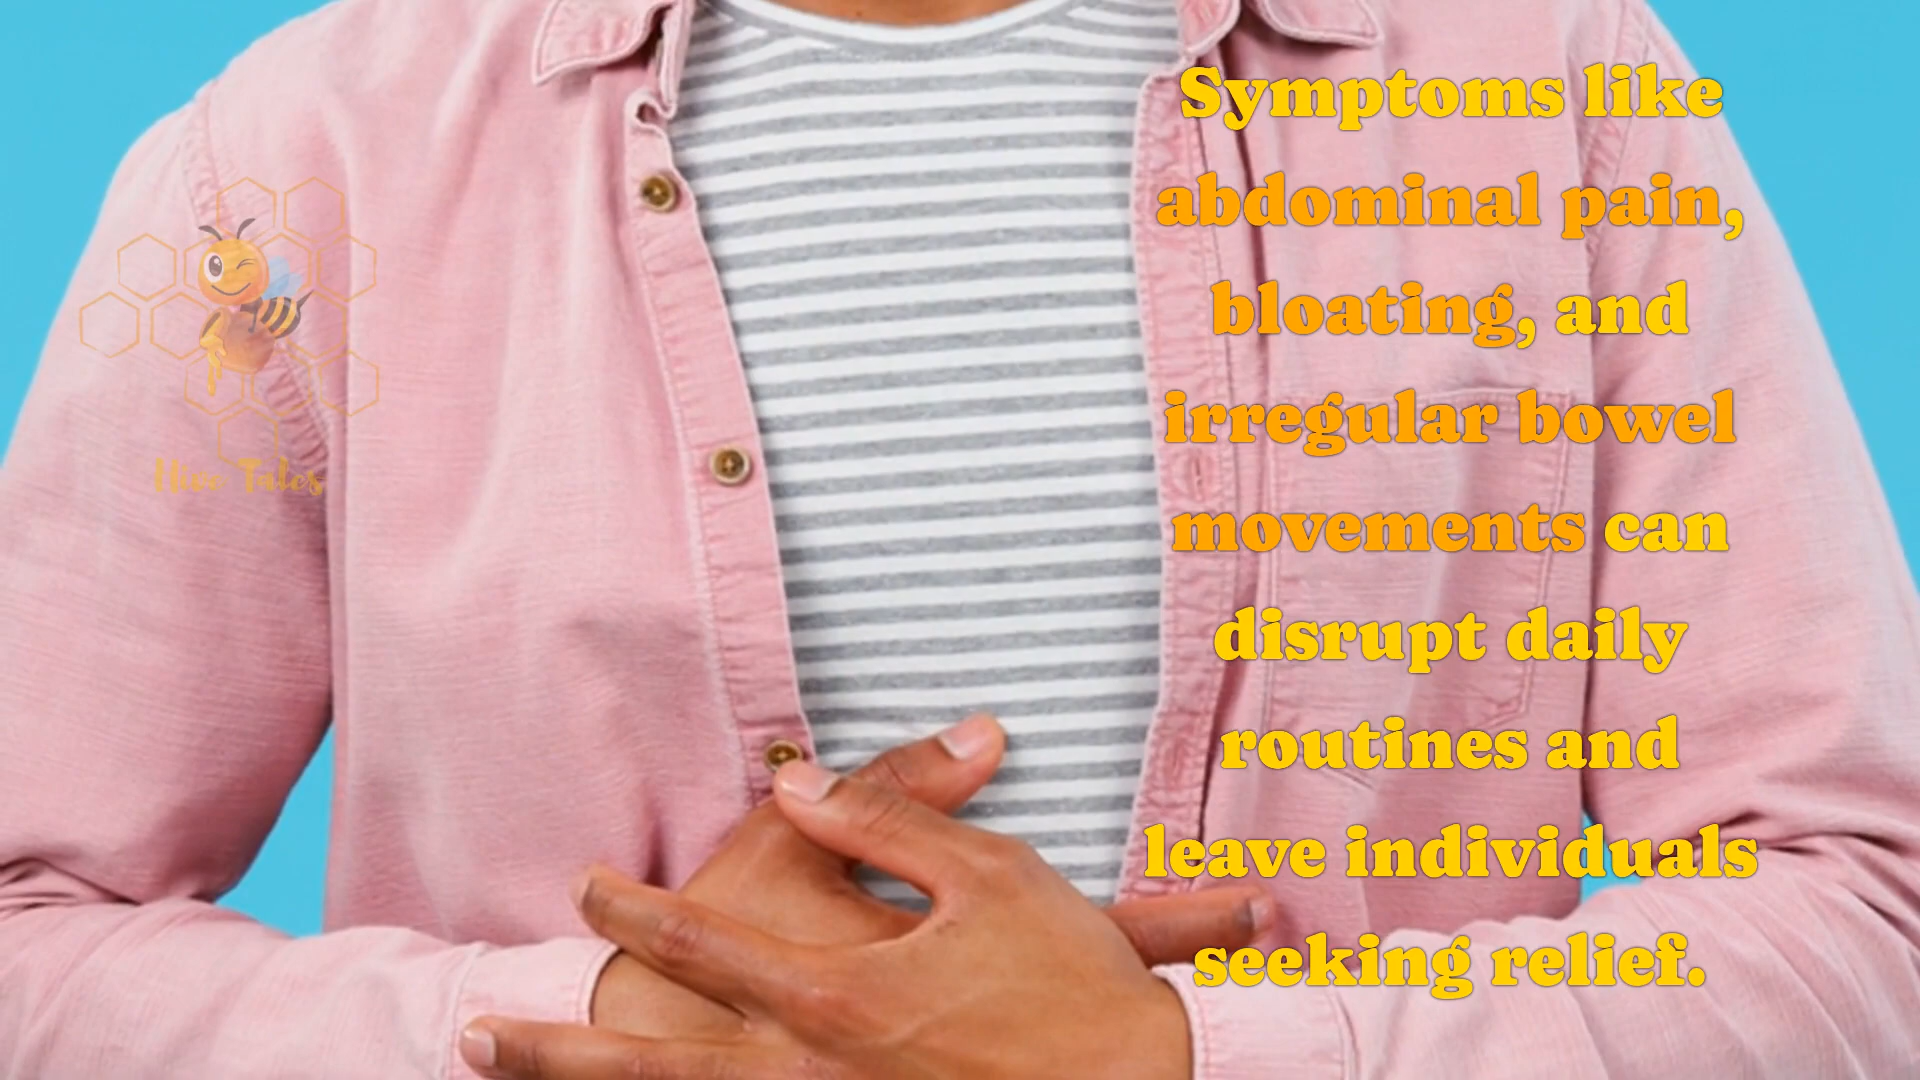 Symptoms like
abdominal pain,
bloating, and
irregular bowel
movements can
disrupt daily
routines and
leave individuals
seeking relief.
Hive Tales